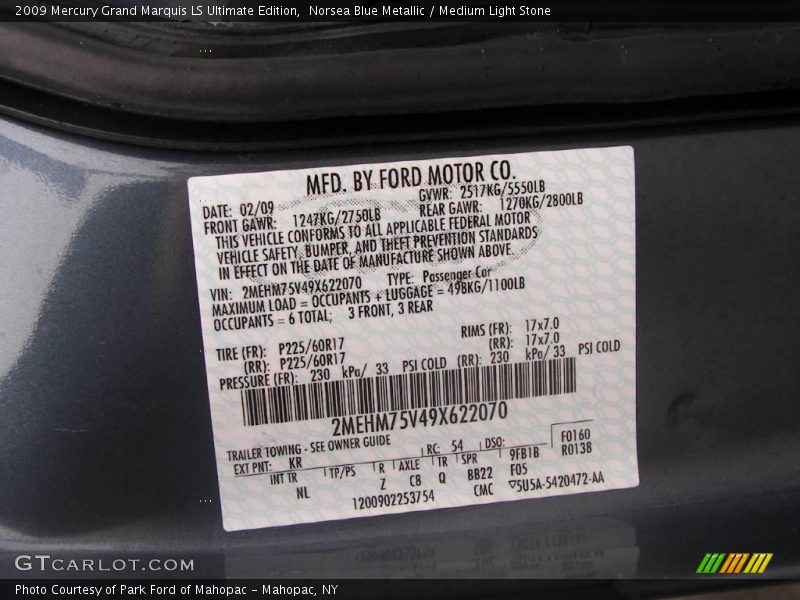 2009 Mercury Grand Marquis LS Ultimate Edition, Norsea Blue Metallic / Medium Light Stone
MFD. BY FORD MOTOR CO.
DATE: 02/09 GVWR: 2517KG/5550LB
FRONT GAWR: 1247KG/2750LB REAR GAWR: 1270KG/2800LB
THIS VEHICLE CONFORMS TO ALL APPLICABLE FEDERAL MOTOR
VEHICLE SAFETY, BUMPER, AND THEFT PREVENTION STANDARDS
IN EFFECT ON THE DATE OF MANUFACTURE SHOWN ABOVE.
VIN: 2MEHM75V49X622070 TYPE: Passenger Car
MAXIMUM LOAD = OCCUPANTS + LUGGAGE = 498KG/1100LB
OCCUPANTS = 6 TOTAL; 3 FRONT, 3 REAR
TIRE (FR): P225/60R17 RIMS (FR): 17x7.0
(RR): P225/60R17 (RR): 17x7.0
PRESSURE (FR): 230 kPa/ 33 PSI COLD (RR): 230 kPa/ 33 PSI COLD
2MEHM75V49X622070
TRAILER TOWING - SEE OWNER GUIDE
EXT PNT: KR RC: 54 DSO: F0160
INT TR TP/PS R AXLE TR SPR 9FB1B R013B
NL Z C8 Q BB22 F05
1200902253754 CMC ▽5U5A-5420472-AA
GTCARLOT.COM
Photo Courtesy of Park Ford of Mahopac – Mahopac, NY